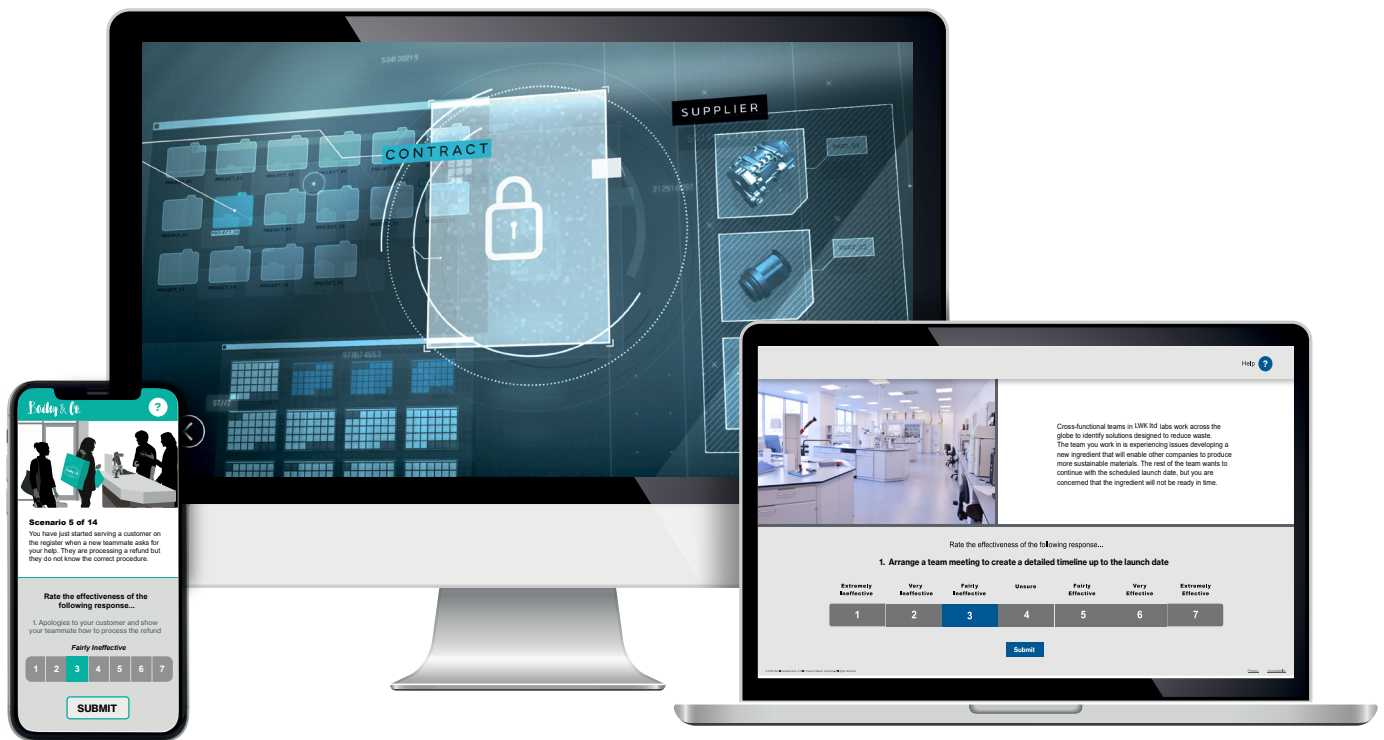 534130219
SUPPLIER
CONTRACT
PART_01
312916097
PROJECT_05
PART_02
978574663
Bailey & Co.
?
Scenario 5 of 14
You have just started serving a customer on
the register when a new teammate asks for
your help. They are processing a refund but
they do not know the correct procedure.
Rate the effectiveness of the
following response...
1. Apologies to your customer and show
your teammate how to process the refund
Fairly Ineffective
1 2 3 4 5 6 7
SUBMIT
Help ?
Cross-functional teams in LWK ltd labs work across the
globe to identify solutions designed to reduce waste.
The team you work in is experiencing issues developing a
new ingredient that will enable other companies to produce
more sustainable materials. The rest of the team wants to
continue with the scheduled launch date, but you are
concerned that the ingredient will not be ready in time.
Rate the effectiveness of the following response...
1. Arrange a team meeting to create a detailed timeline up to the launch date
Extremely Ineffective
Very Ineffective
Fairly Ineffective
Unsure
Fairly Effective
Very Effective
Extremely Effective
1 2 3 4 5 6 7
Submit
Privacy